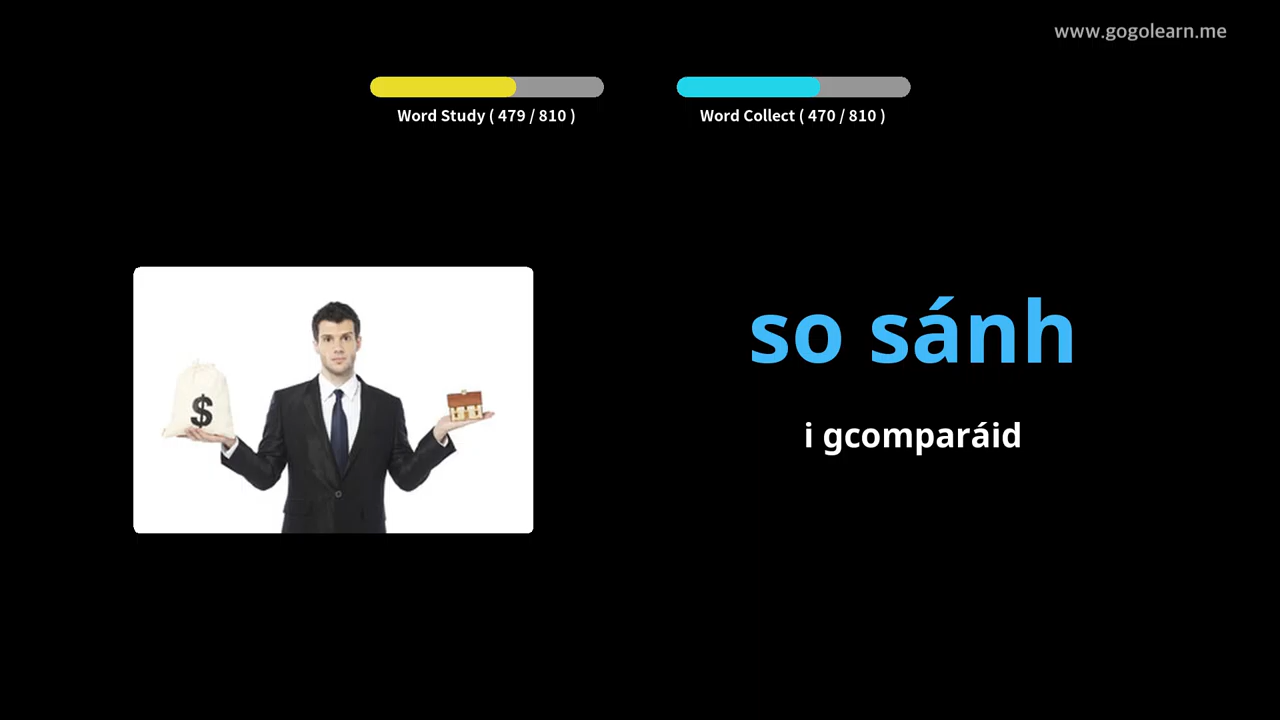 www.gogolearn.me
Word Study ( 479 / 810 )
Word Collect ( 470 / 810 )
$
so sánh
i gcomparáid